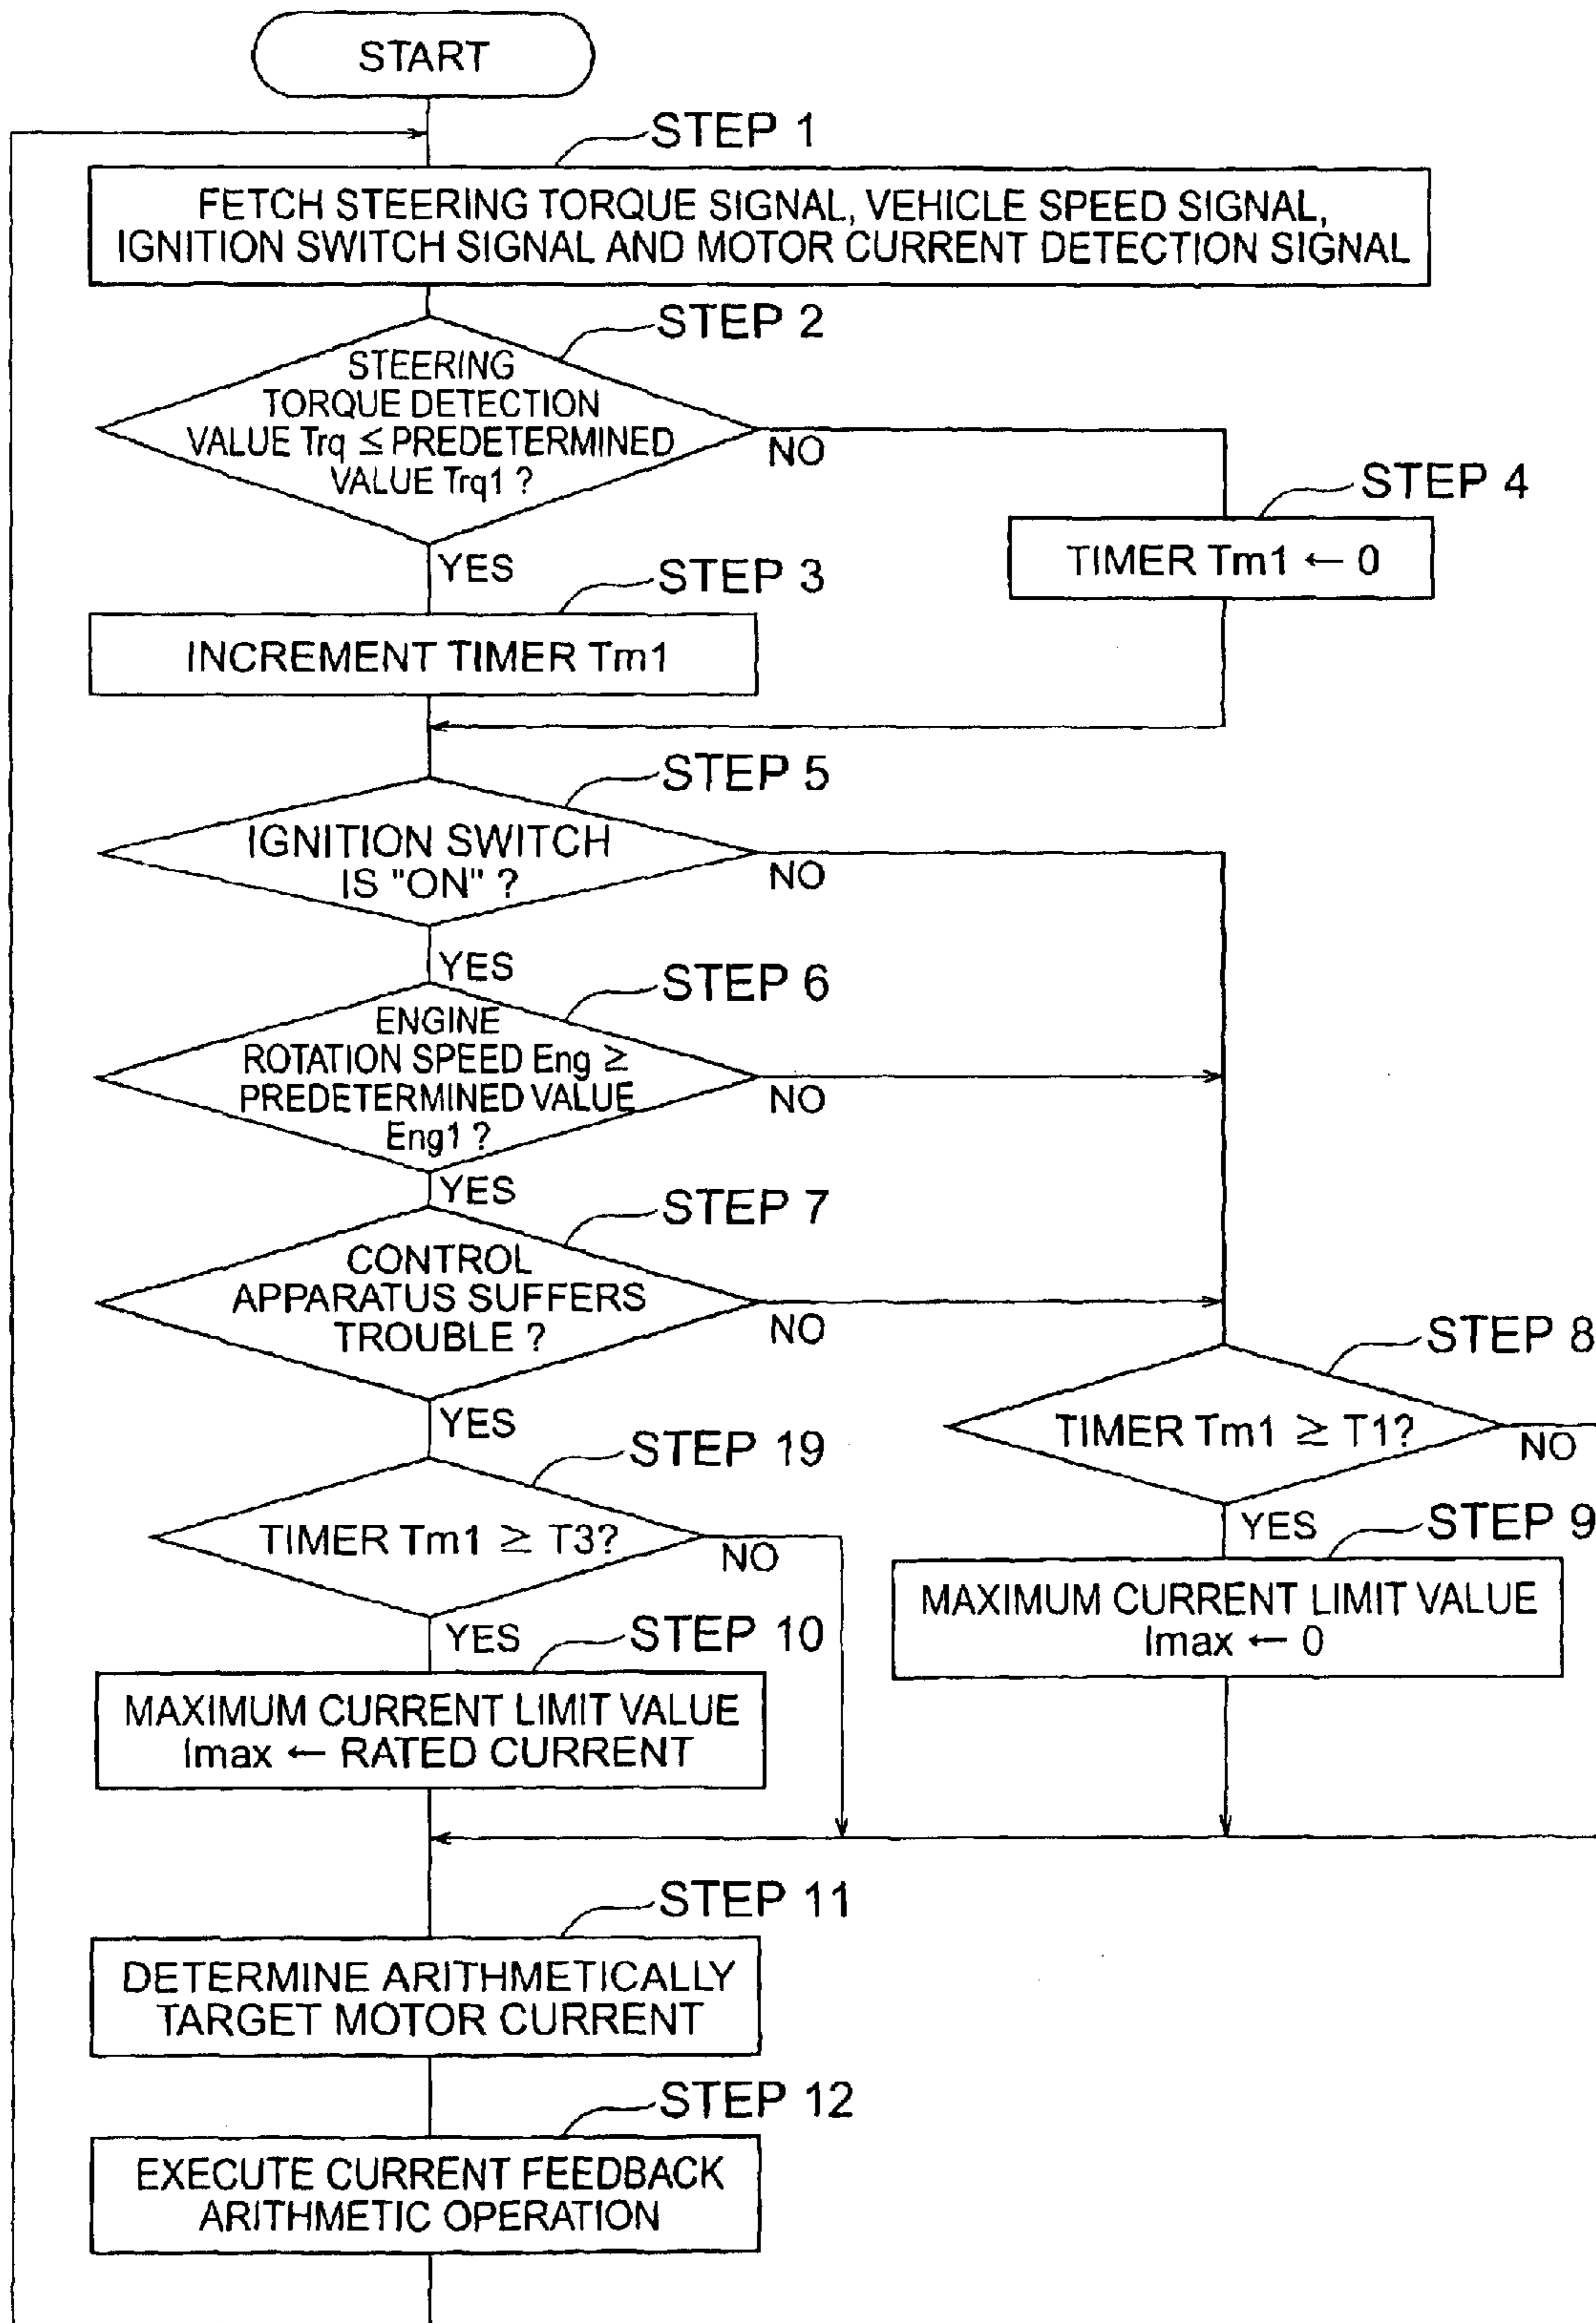 START
STEP 1
FETCH STEERING TORQUE SIGNAL, VEHICLE SPEED SIGNAL,
IGNITION SWITCH SIGNAL AND MOTOR CURRENT DETECTION SIGNAL
STEP 2
STEERING
TORQUE DETECTION
VALUE Trq ≤ PREDETERMINED
VALUE Trq1 ?
NO
STEP 4
TIMER Tm1 ← 0
YES
STEP 3
INCREMENT TIMER Tm1
STEP 5
IGNITION SWITCH
IS "ON" ?
NO
YES
STEP 6
ENGINE
ROTATION SPEED Eng ≥
PREDETERMINED VALUE
Eng1 ?
NO
YES
STEP 7
CONTROL
APPARATUS SUFFERS
TROUBLE ?
NO
STEP 8
TIMER Tm1 ≥ T1?
NO
YES
STEP 19
TIMER Tm1 ≥ T3?
NO
YES
STEP 9
MAXIMUM CURRENT LIMIT VALUE
Imax ← 0
YES
STEP 10
MAXIMUM CURRENT LIMIT VALUE
Imax ← RATED CURRENT
STEP 11
DETERMINE ARITHMETICALLY
TARGET MOTOR CURRENT
STEP 12
EXECUTE CURRENT FEEDBACK
ARITHMETIC OPERATION